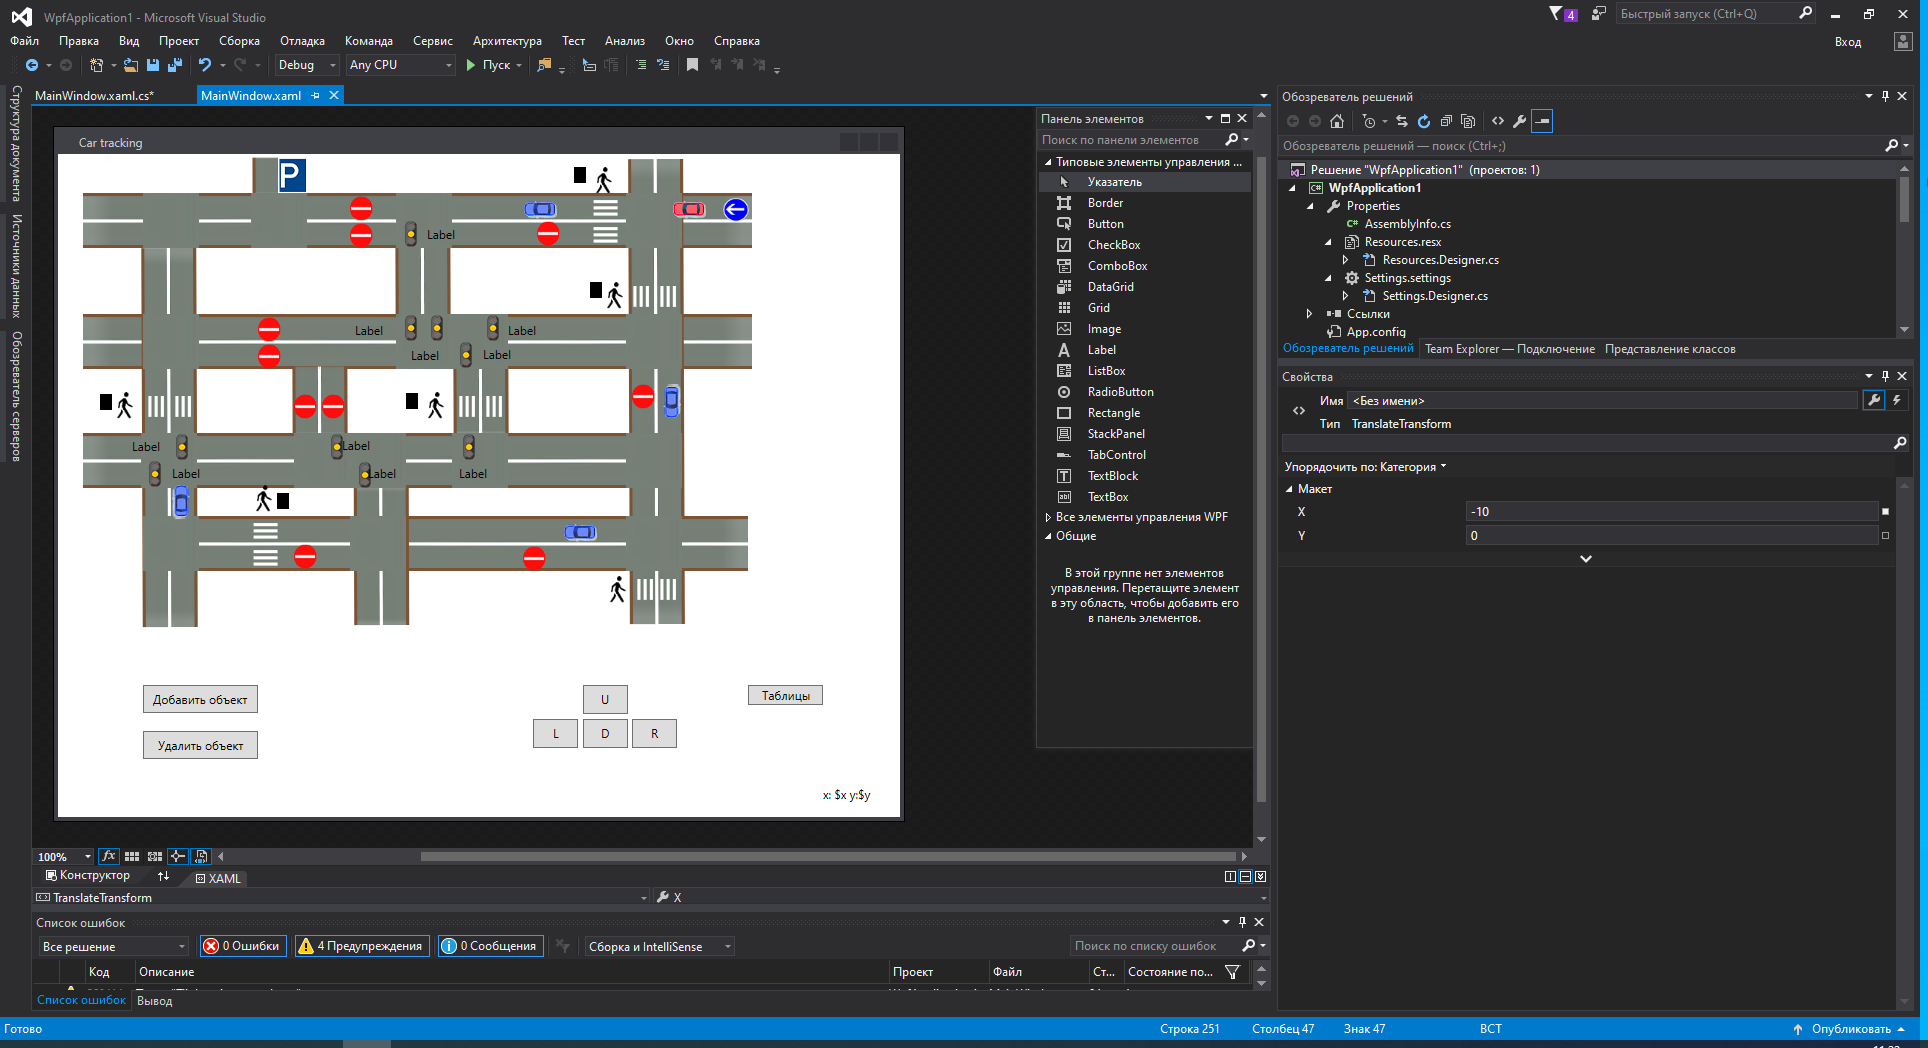 WpfApplication1 - Microsoft Visual Studio
4
Быстрый запуск (Ctrl+Q)
Файл Правка Вид Проект Сборка Отладка Команда Сервис Архитектура Тест Анализ Окно Справка
Вход
Debug Any CPU Пуск
Структура документа
Источники данных
Обозреватель серверов
MainWindow.xaml.cs* MainWindow.xaml
Car tracking
P
Label
Label
Label
Label
Label
Label
Label
Label
Label
Label
Добавить объект
Удалить объект
U
L D R
Таблицы
x: $x y:$y
Панель элементов
Поиск по панели элементов
Типовые элементы управления ...
Указатель
Border
Button
CheckBox
ComboBox
DataGrid
Grid
Image
Label
ListBox
RadioButton
Rectangle
StackPanel
TabControl
TextBlock
TextBox
Все элементы управления WPF
Общие
В этой группе нет элементов
управления. Перетащите элемент
в эту область, чтобы добавить его
в панель элементов.
100%
Конструктор XAML
TranslateTransform X
Список ошибок
Все решение 0 Ошибки 4 Предупреждения 0 Сообщения Сборка и IntelliSense Поиск по списку ошибок
Код Описание Проект Файл Ст... Состояние по...
Список ошибок Вывод
Обозреватель решений
Обозреватель решений — поиск (Ctrl+;)
Решение "WpfApplication1" (проектов: 1)
WpfApplication1
Properties
AssemblyInfo.cs
Resources.resx
Resources.Designer.cs
Settings.settings
Settings.Designer.cs
Ссылки
App.config
Обозреватель решений Team Explorer — Подключение Представление классов
Свойства
Имя <Без имени>
Тип TranslateTransform
Упорядочить по: Категория
Макет
X -10
Y 0
Готово Строка 251 Столбец 47 Знак 47 ВСТ Опубликовать